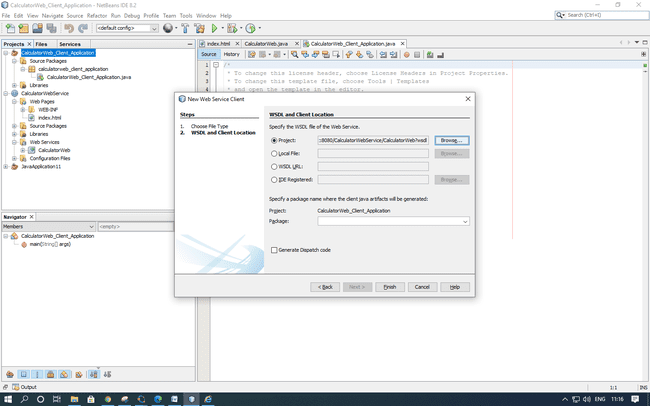 CalculatorWeb_Client_Application - NetBeans IDE 8.2
File Edit View Navigate Source Refactor Run Debug Profile Team Tools Window Help
Search (Ctrl+I)
<default config>
Projects Files Services
CalculatorWeb_Client_Application
Source Packages
calculatorweb_client_application
CalculatorWeb_Client_Application.java
Libraries
CalculatorWebService
Web Pages
WEB-INF
index.html
Source Packages
Libraries
Web Services
CalculatorWeb
Configuration Files
JavaApplication11
index.html CalculatorWeb.java CalculatorWeb_Client_Application.java
Source History
1 /*
* To change this license header, choose License Headers in Project Properties.
* To change this template file, choose Tools | Templates
* and open the template in the editor.
New Web Service Client
Steps
1. Choose File Type
2. WSDL and Client Location
WSDL and Client Location
Specify the WSDL file of the Web Service.
Project: :8080/CalculatorWebService/CalculatorWeb?wsdl Browse...
Local File: Browse...
WSDL URL:
IDE Registered: Browse...
Specify a package name where the client java artifacts will be generated:
Project: CalculatorWeb_Client_Application
Package:
Generate Dispatch code
< Back Next > Finish Cancel Help
Navigator
Members <empty>
CalculatorWeb_Client_Application
main(String[] args)
Output
1:1 INS
ENG 11:16